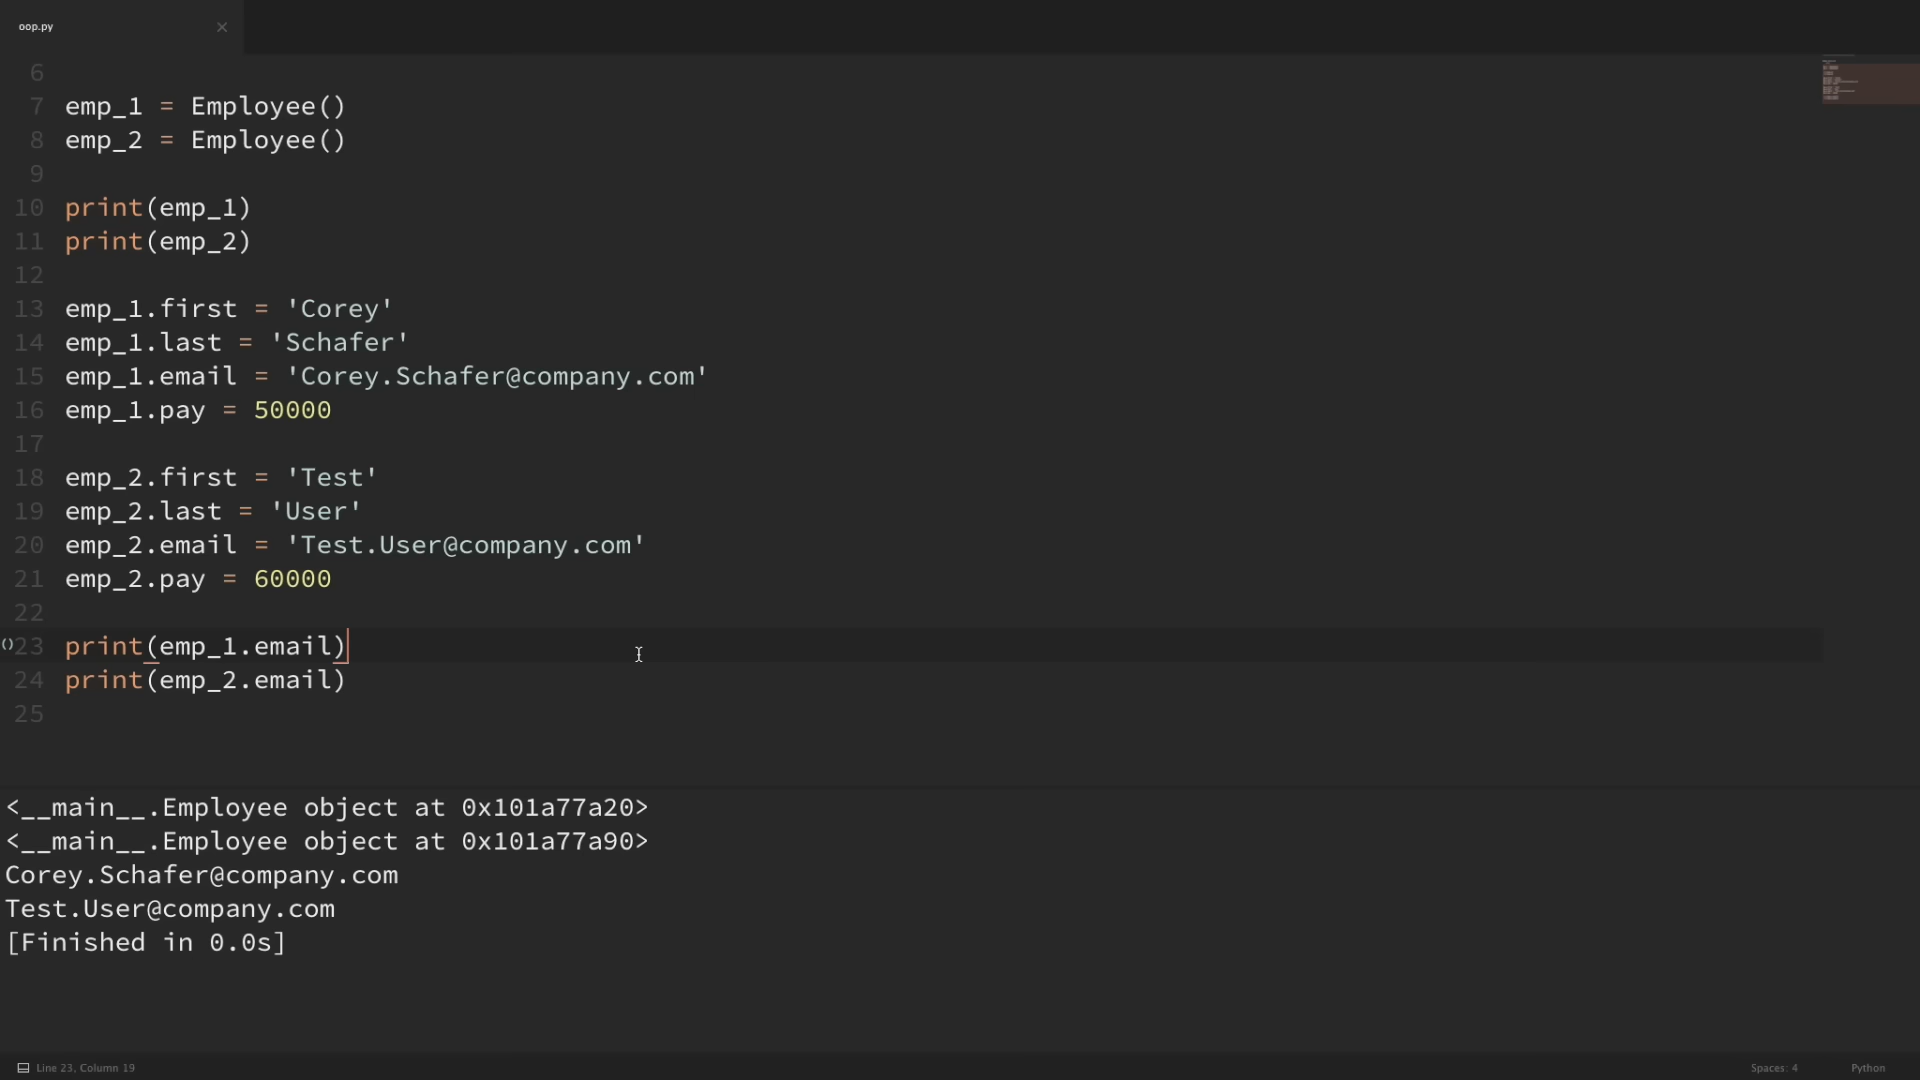 oop.py
6
7 emp_1 = Employee()
8 emp_2 = Employee()
9
10 print(emp_1)
11 print(emp_2)
12
13 emp_1.first = 'Corey'
14 emp_1.last = 'Schafer'
15 emp_1.email = 'Corey.Schafer@company.com'
16 emp_1.pay = 50000
17
18 emp_2.first = 'Test'
19 emp_2.last = 'User'
20 emp_2.email = 'Test.User@company.com'
21 emp_2.pay = 60000
22
23 print(emp_1.email)
24 print(emp_2.email)
25
<__main__.Employee object at 0x101a77a20>
<__main__.Employee object at 0x101a77a90>
Corey.Schafer@company.com
Test.User@company.com
[Finished in 0.0s]
Line 23, Column 19 Spaces: 4 Python